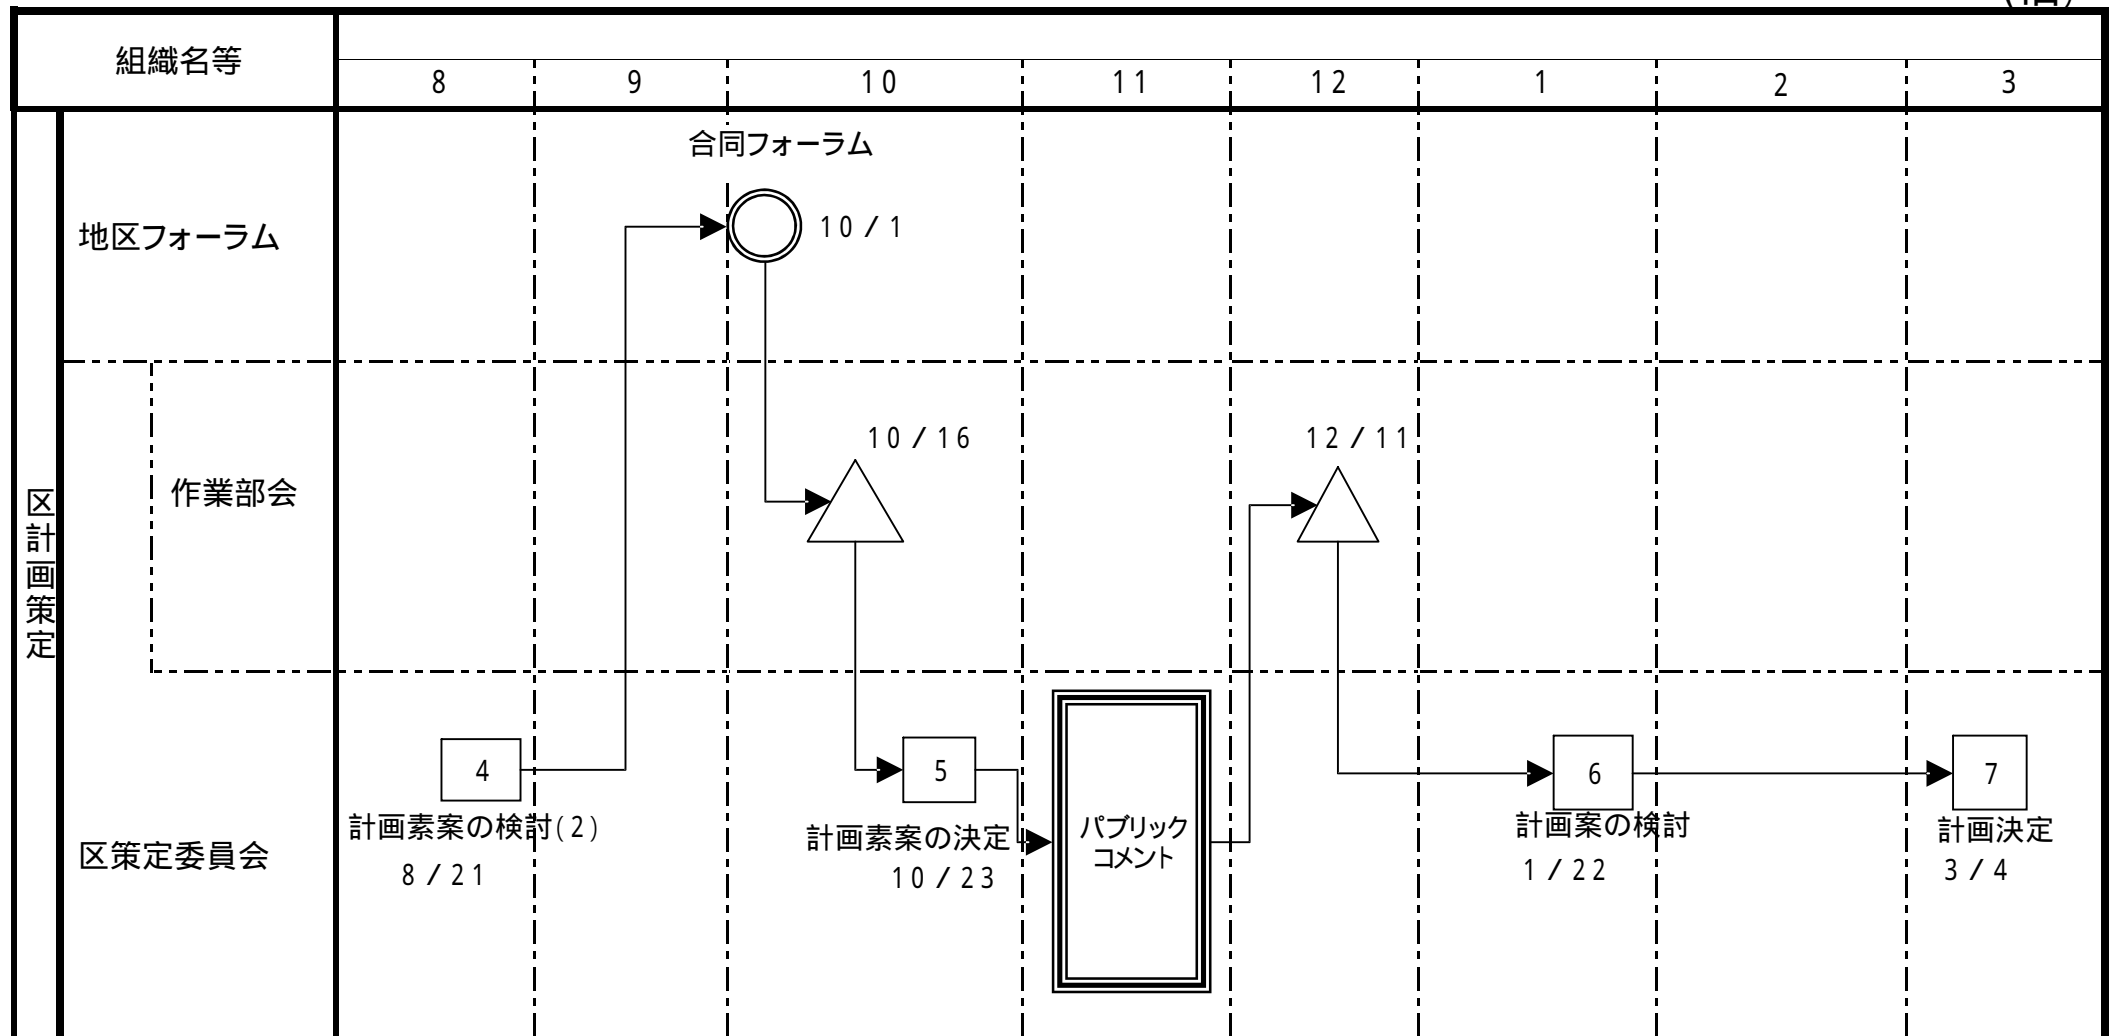 組織名等
8 9 10 11 12 1 2 3
合同フォーラム
地区フォーラム
10/1
10/16
12/11
作業部会
区計画策定
4
5
パブリック
コメント
6
7
計画素案の検討(2)
8/21
計画素案の決定
10/23
計画案の検討
1/22
計画決定
3/4
区策定委員会